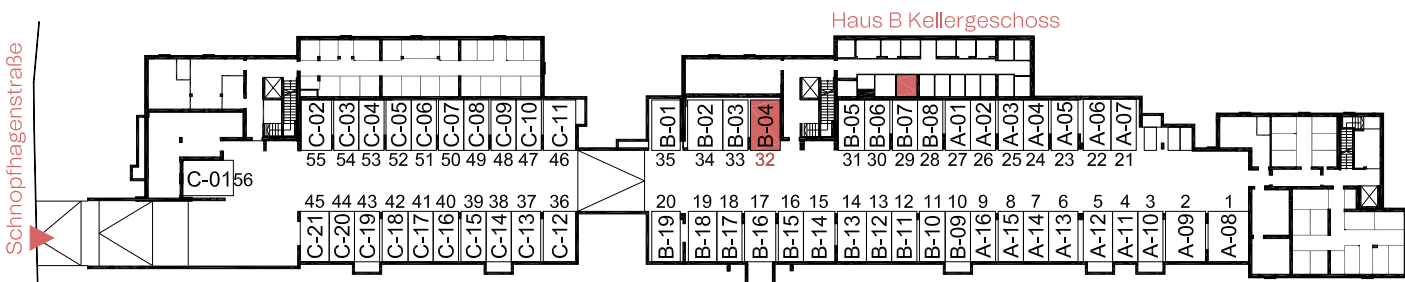 Haus B Kellergeschoss
Schnopfhagenstraße
C-02 C-03 C-04 C-05 C-06 C-07 C-08 C-09 C-10 C-11 B-01 B-02 B-03 B-04 B-05 B-06 B-07 B-08 A-01 A-02 A-03 A-04 A-05 A-06 A-07
55 54 53 52 51 50 49 48 47 46 35 34 33 32 31 30 29 28 27 26 25 24 23 22 21
C-01 56
45 44 43 42 41 40 39 38 37 36 20 19 18 17 16 15 14 13 12 11 10 9 8 7 6 5 4 3 2 1
C-21 C-20 C-19 C-18 C-17 C-16 C-15 C-14 C-13 C-12 B-19 B-18 B-17 B-16 B-15 B-14 B-13 B-12 B-11 B-10 B-09 A-16 A-15 A-14 A-13 A-12 A-11 A-10 A-09 A-08